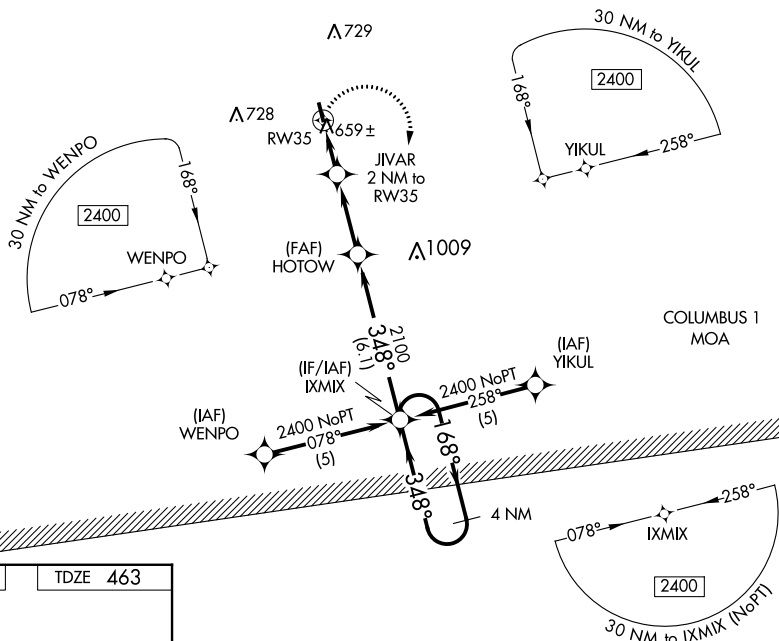 729
30 NM to YIKUL
2400
168°
YIKUL
258°
728
RW35
659 ±
JIVAR
2 NM to
RW35
30 NM to WENPO
168°
2400
WENPO
078°
(FAF)
HOTOW
1009
COLUMBUS 1
MOA
2100
348°
(6.1)
(IF/IAF)
IXMIX
(IAF)
YIKUL
2400 NoPT
258°
(5)
(IAF)
WENPO
2400 NoPT
078°
(5)
168°
348°
4 NM
078°
258°
IXMIX
2400
30 NM to IXMIX (NoPT)
TDZE 463